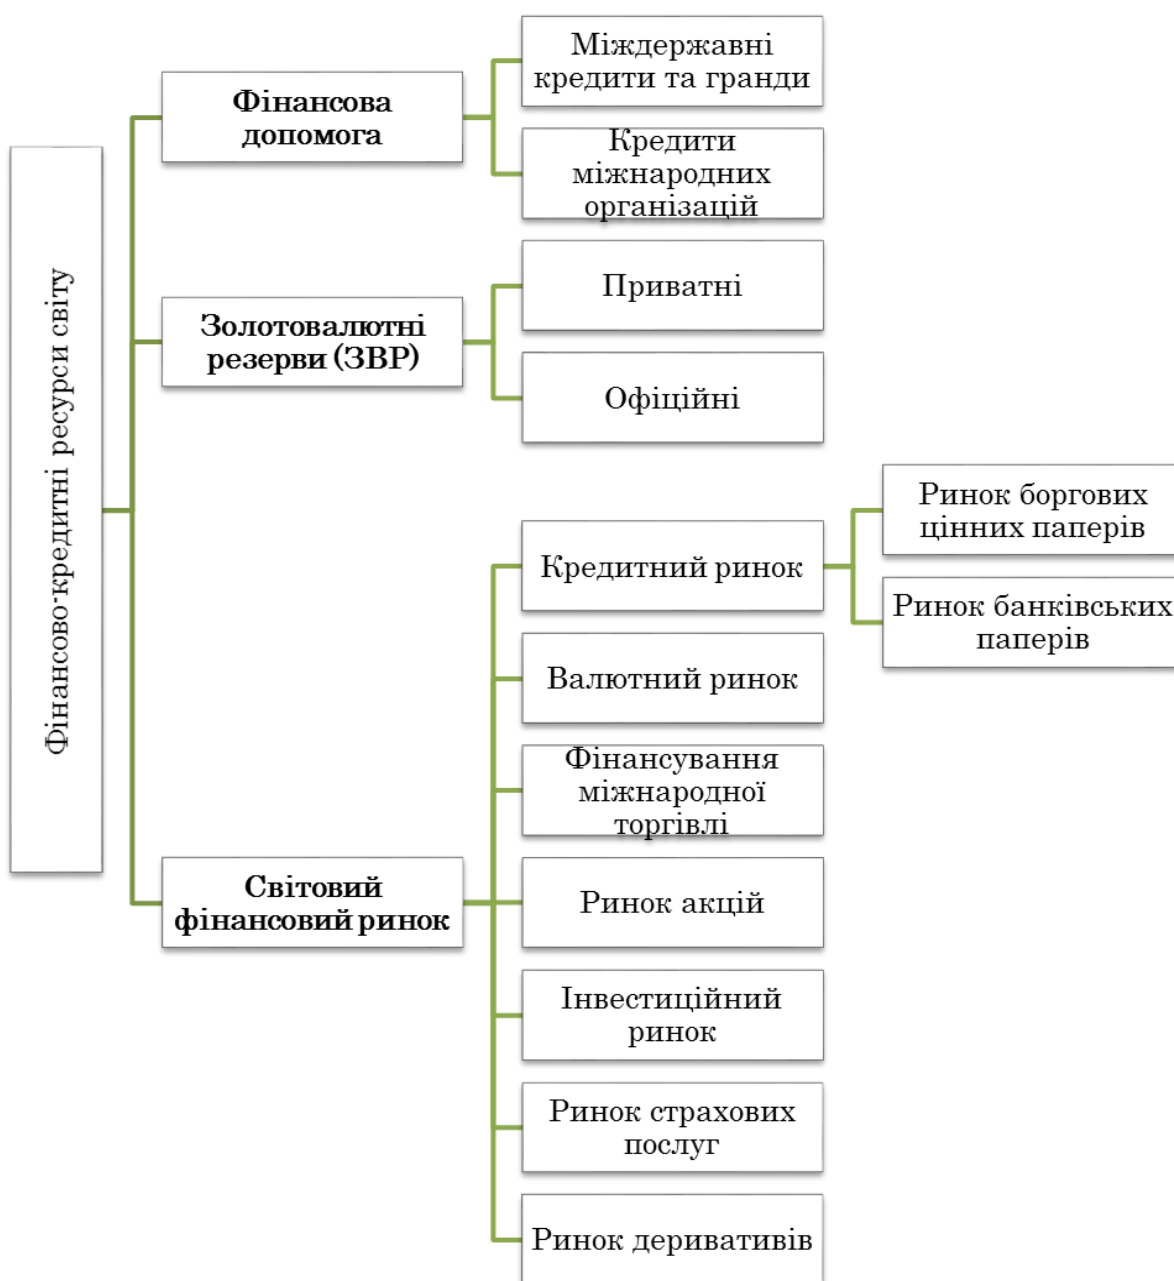 Фінансово-кредитні ресурси світу
Фінансова
допомога
Міждержавні
кредити та гранди
Кредити
міжнародних
організацій
Золотовалютні
резерви (ЗВР)
Приватні
Офіційні
Світовий
фінансовий ринок
Кредитний ринок
Ринок боргових
цінних паперів
Ринок банківських
паперів
Валютний ринок
Фінансування
міжнародної
торгівлі
Ринок акцій
Інвестиційний
ринок
Ринок страхових
послуг
Ринок деривативів